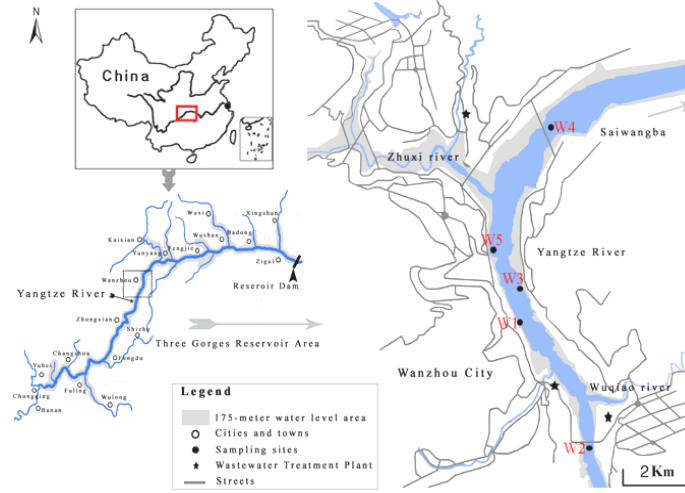 N
China
Wuxi
Xingshan
Kaixian
Yunyang
Fengjie
Wushan
Badong
Zigui
Wanzhou
Reseroir Dam
Yangtze River
Zhongxian
Shizhu
Three Gorges Reservoir Area
Changshou
Fengdu
Yubei
Chongqing
Fuling
Wulong
Banan
Legend
175-meter water level area
Cities and towns
Sampling sites
Wastewater Treatment Plant
Streets
W4
Saiwangba
Zhuxi river
W5
Yangtze River
W3
W1
Wanzhou City
Wuqiao river
W2
2Km